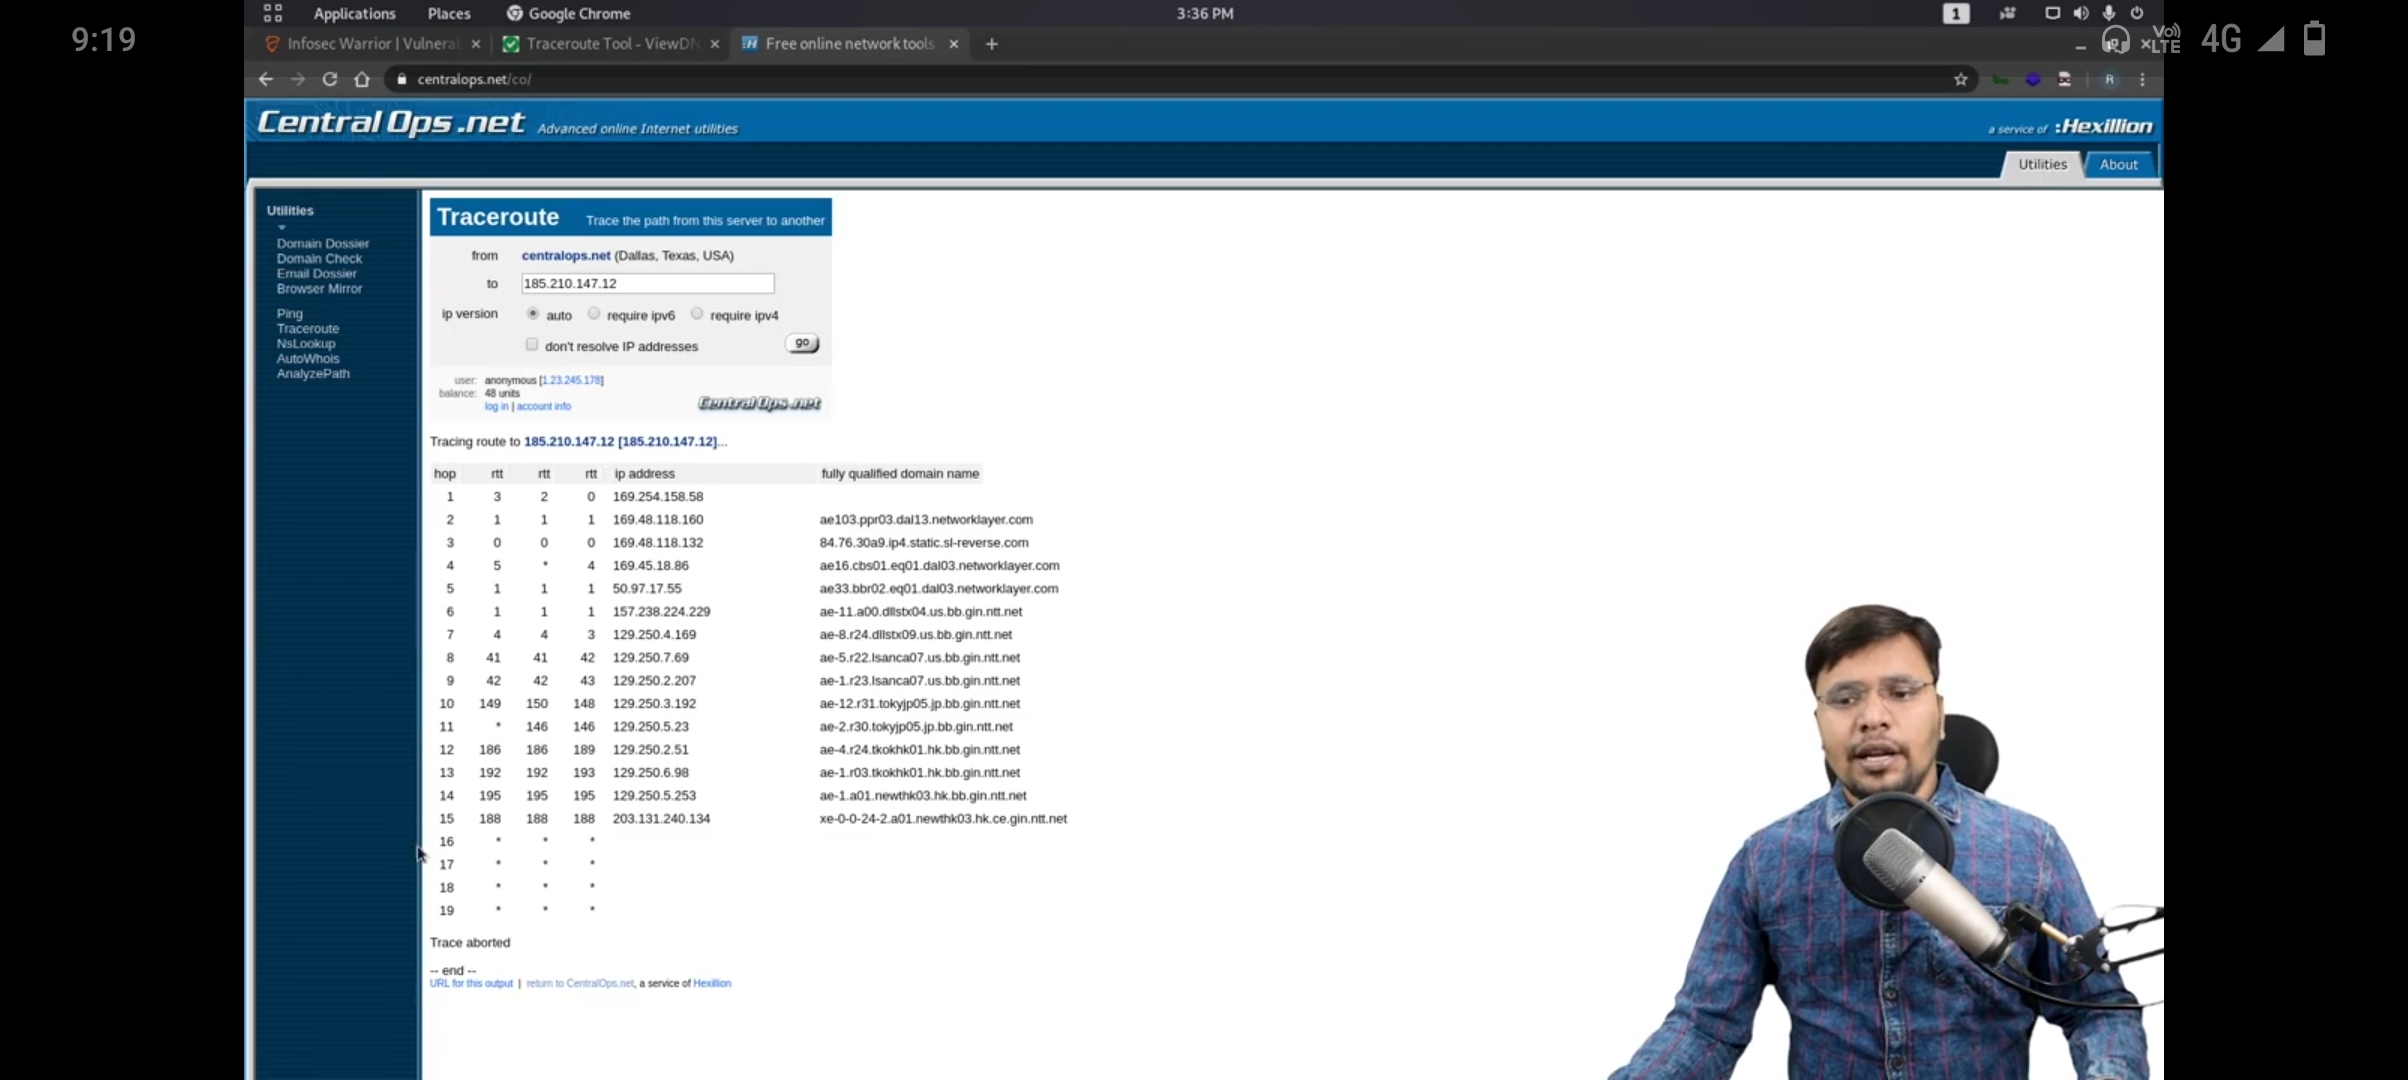 Applications Places Google Chrome 3:36 PM 1
9:19 Vo) LTE 4G
Infosec Warrior | Vulneral Traceroute Tool - ViewDN Free online network tools
centralops.net/co/ R
CentralOps.net Advanced online Internet utilities a service of :Hexillion
Utilities About
Utilities
Domain Dossier
Domain Check
Email Dossier
Browser Mirror
Ping
Traceroute
NsLookup
AutoWhois
AnalyzePath
Traceroute Trace the path from this server to another
from centralops.net (Dallas, Texas, USA)
to 185.210.147.12
ip version auto require ipv6 require ipv4
don't resolve IP addresses go
user: anonymous [1.23.245.178]
balance: 48 units
log in | account info CentralOps.net
Tracing route to 185.210.147.12 [185.210.147.12]...
hop rtt rtt rtt ip address fully qualified domain name
1 3 2 0 169.254.158.58
2 1 1 1 169.48.118.160 ae103.ppr03.dal13.networklayer.com
3 0 0 0 169.48.118.132 84.76.30a9.ip4.static.sl-reverse.com
4 5 * 4 169.45.18.86 ae16.cbs01.eq01.dal03.networklayer.com
5 1 1 1 50.97.17.55 ae33.bbr02.eq01.dal03.networklayer.com
6 1 1 1 157.238.224.229 ae-11.a00.dllstx04.us.bb.gin.ntt.net
7 4 4 3 129.250.4.169 ae-8.r24.dllstx09.us.bb.gin.ntt.net
8 41 41 42 129.250.7.69 ae-5.r22.lsanca07.us.bb.gin.ntt.net
9 42 42 43 129.250.2.207 ae-1.r23.lsanca07.us.bb.gin.ntt.net
10 149 150 148 129.250.3.192 ae-12.r31.tokyjp05.jp.bb.gin.ntt.net
11 * 146 146 129.250.5.23 ae-2.r30.tokyjp05.jp.bb.gin.ntt.net
12 186 186 189 129.250.2.51 ae-4.r24.tkokhk01.hk.bb.gin.ntt.net
13 192 192 193 129.250.6.98 ae-1.r03.tkokhk01.hk.bb.gin.ntt.net
14 195 195 195 129.250.5.253 ae-1.a01.newthk03.hk.bb.gin.ntt.net
15 188 188 188 203.131.240.134 xe-0-0-24-2.a01.newthk03.hk.ce.gin.ntt.net
16 * * *
17 * * *
18 * * *
19 * * *
Trace aborted
-- end --
URL for this output | return to CentralOps.net, a service of Hexillion